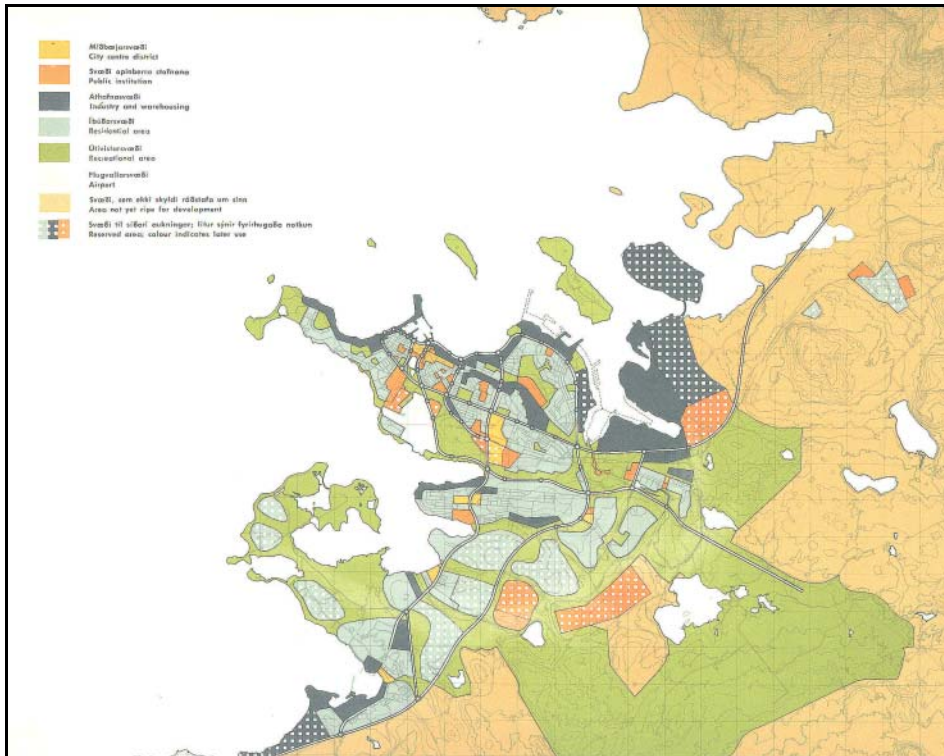 Miðbæjarsvæði
City centre district
Svæði opinberra stofnana
Public institution
Athafnasvæði
Industry and warehousing
Íbúðarsvæði
Residential area
Útivistarsvæði
Recreational area
Flugvallarsvæði
Airport
Svæði, sem ekki skyldi ráðstafa um sinn
Area not yet ripe for development
Svæði til síðari aukningar; litur sýnir fyrirhugaða notkun
Reserved area; colour indicates later use